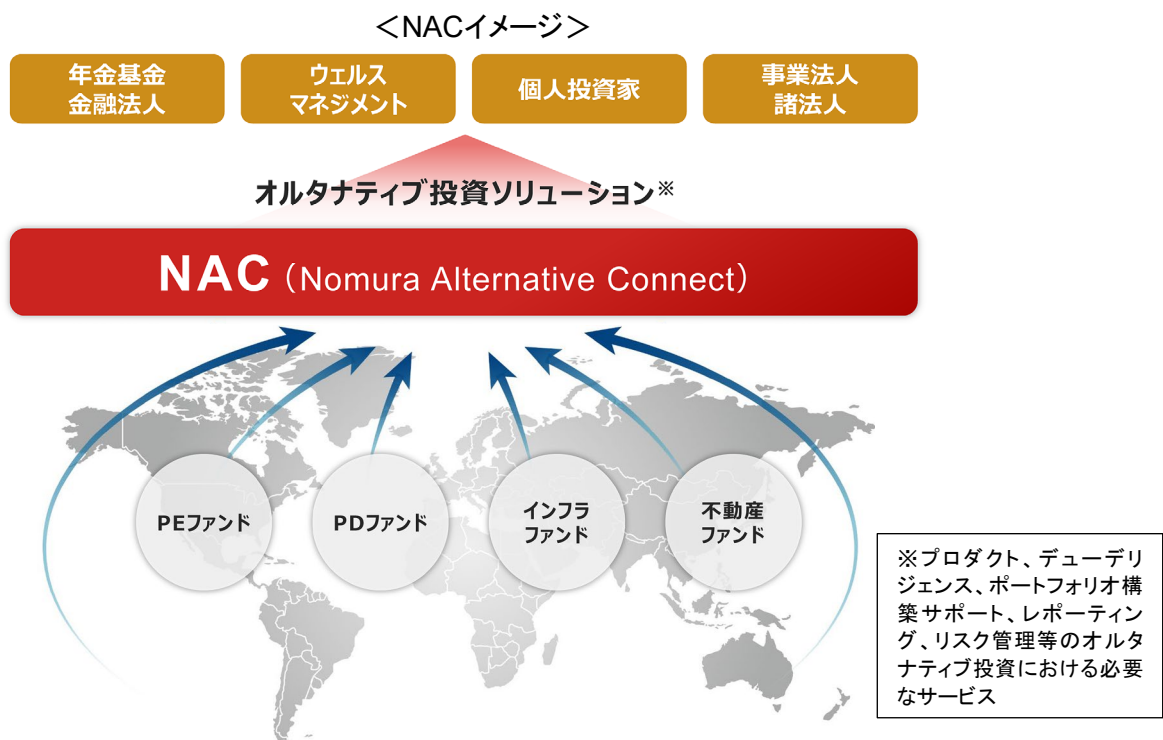 ＜NACイメージ＞
年金基金
金融法人
ウェルス
マネジメント
個人投資家
事業法人
諸法人
オルタナティブ投資ソリューション※
NAC（Nomura Alternative Connect）
PEファンド
PDファンド
インフラ
ファンド
不動産
ファンド
※プロダクト、デューデリ
ジェンス、ポートフォリオ構
築サポート、レポーティン
グ、リスク管理等のオルタ
ナティブ投資における必要
なサービス